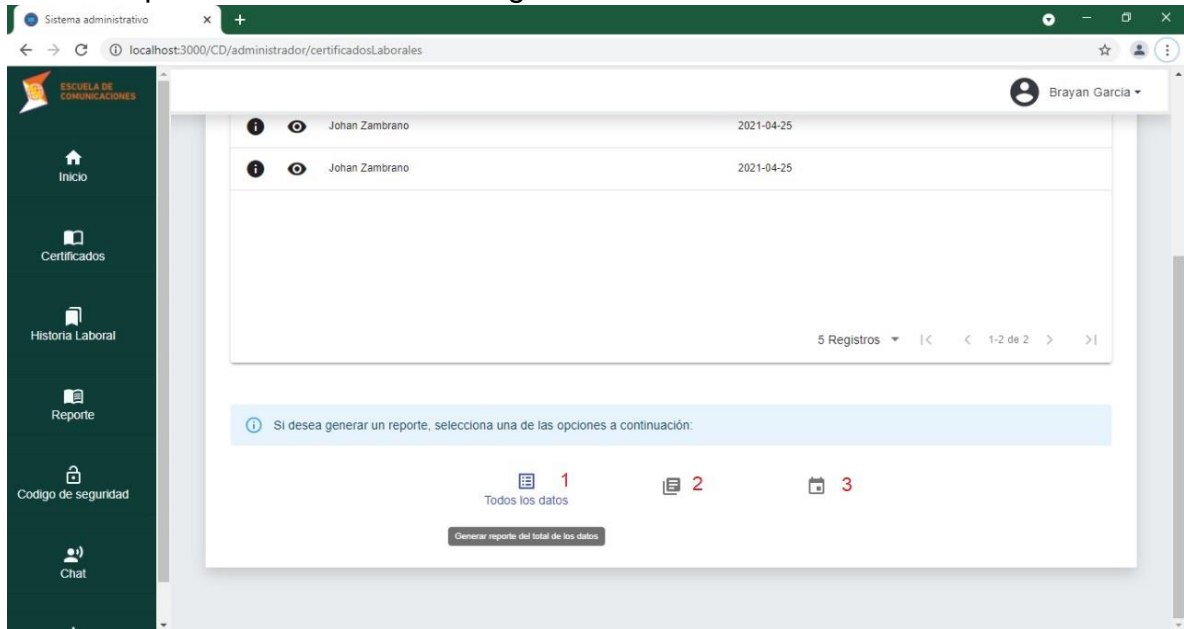 Sistema administrativo
localhost:3000/CD/administrador/certificadosLaborales
ESCUELA DE
COMUNICACIONES
Brayan Garcia
Johan Zambrano 2021-04-25
Inicio
Johan Zambrano 2021-04-25
Certificados
Historia Laboral
5 Registros 1-2 de 2
Reporte
Si desea generar un reporte, selecciona una de las opciones a continuación:
Codigo de seguridad
1 2 3
Todos los datos
Generar reporte del total de los datos
Chat